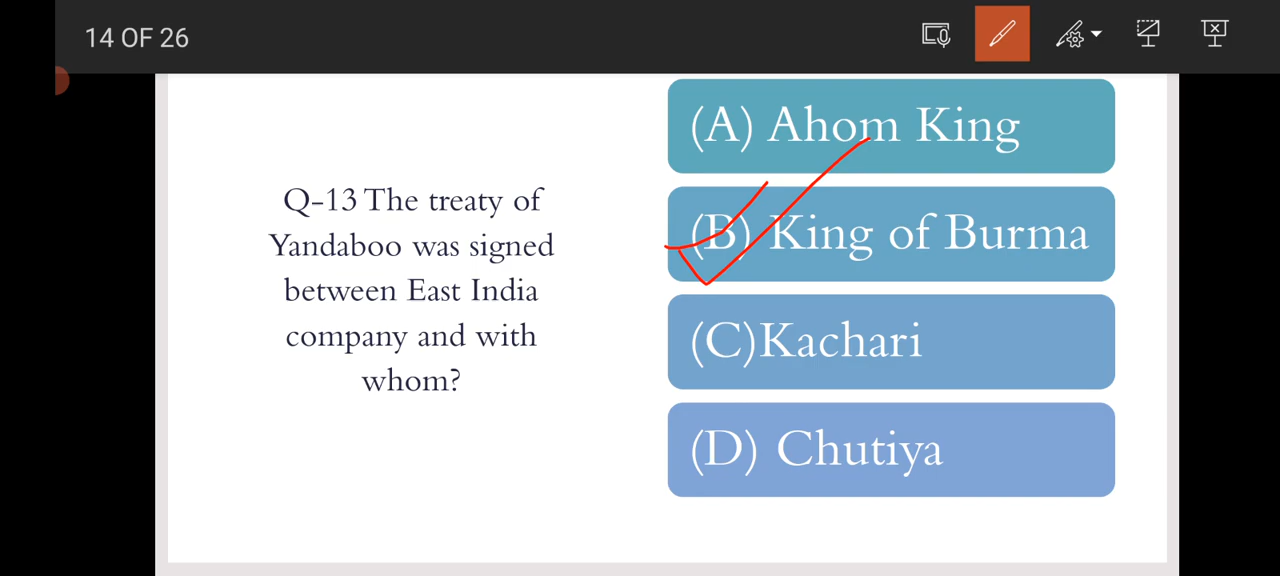 14 OF 26
Q-13 The treaty of
Yandaboo was signed
between East India
company and with
whom?
(A) Ahom King
(B) King of Burma
(C)Kachari
(D) Chutiya